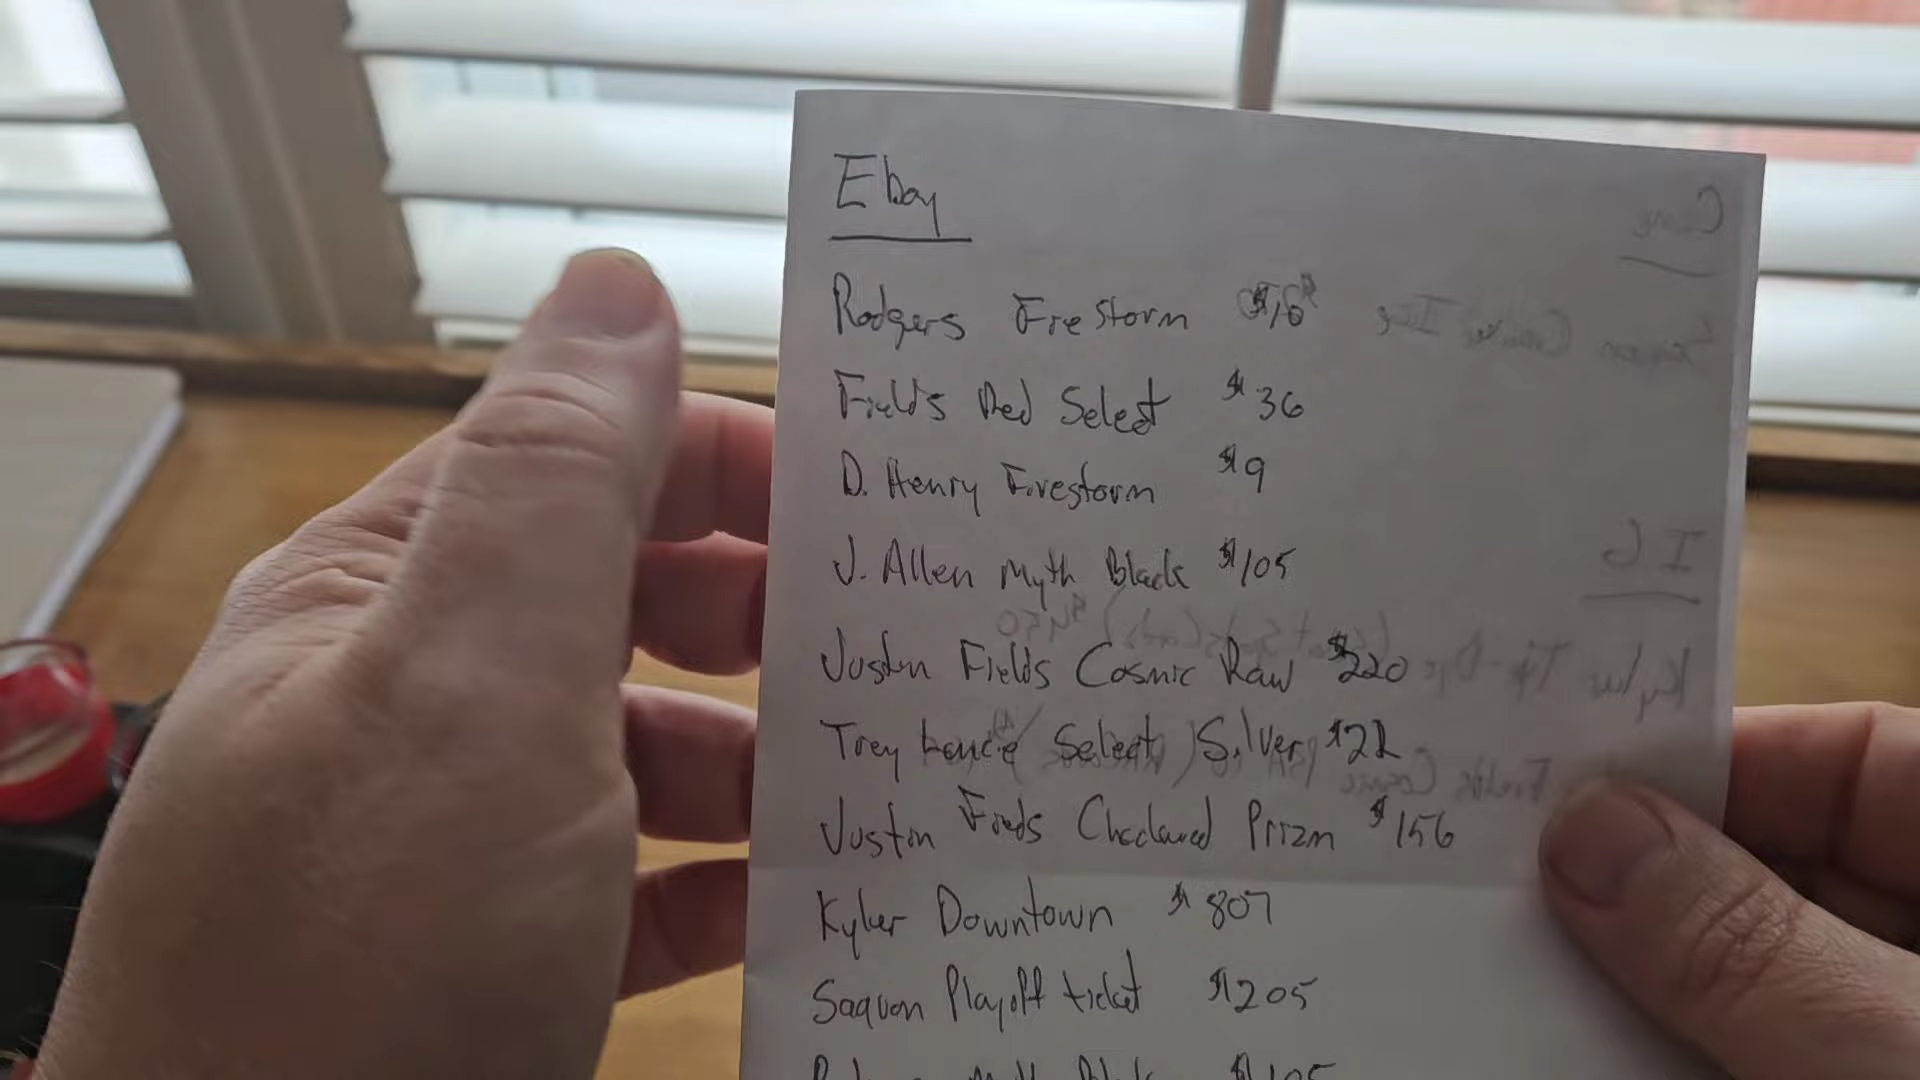 Ebay
Rodgers Firestorm $16
Fields Red Select $36
D. Henry Firestorm $9
J. Allen Myth Black $105
Justin Fields Cosmic Raw $220
Trey Lance Select Silver $22
Justin Fields Checkered Prizm $156
Kyler Downtown $807
Saquon Playoff ticket $205